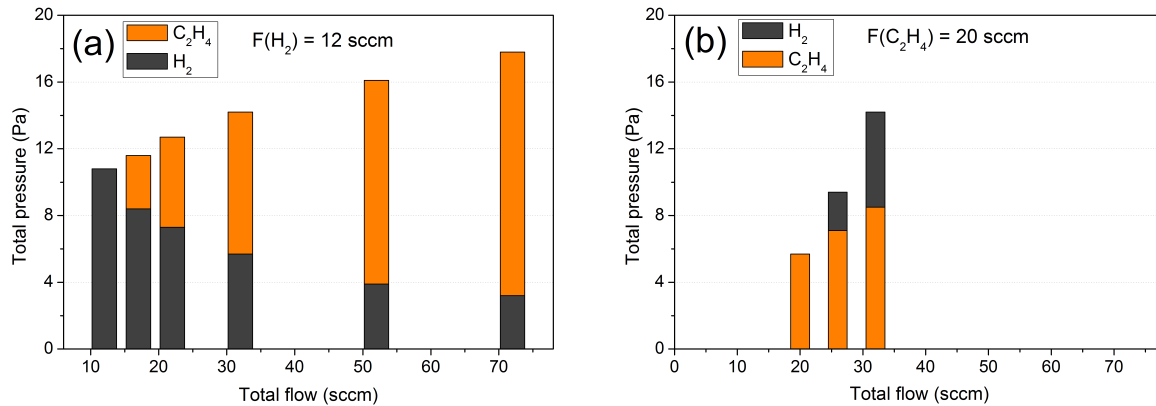 (a)
C₂H₄
H₂
F(H₂) = 12 sccm
20
16
12
8
4
0
Total pressure (Pa)
10 20 30 40 50 60 70
Total flow (sccm)
(b)
H₂
C₂H₄
F(C₂H₄) = 20 sccm
20
16
12
8
4
0
Total pressure (Pa)
0 10 20 30 40 50 60 70
Total flow (sccm)